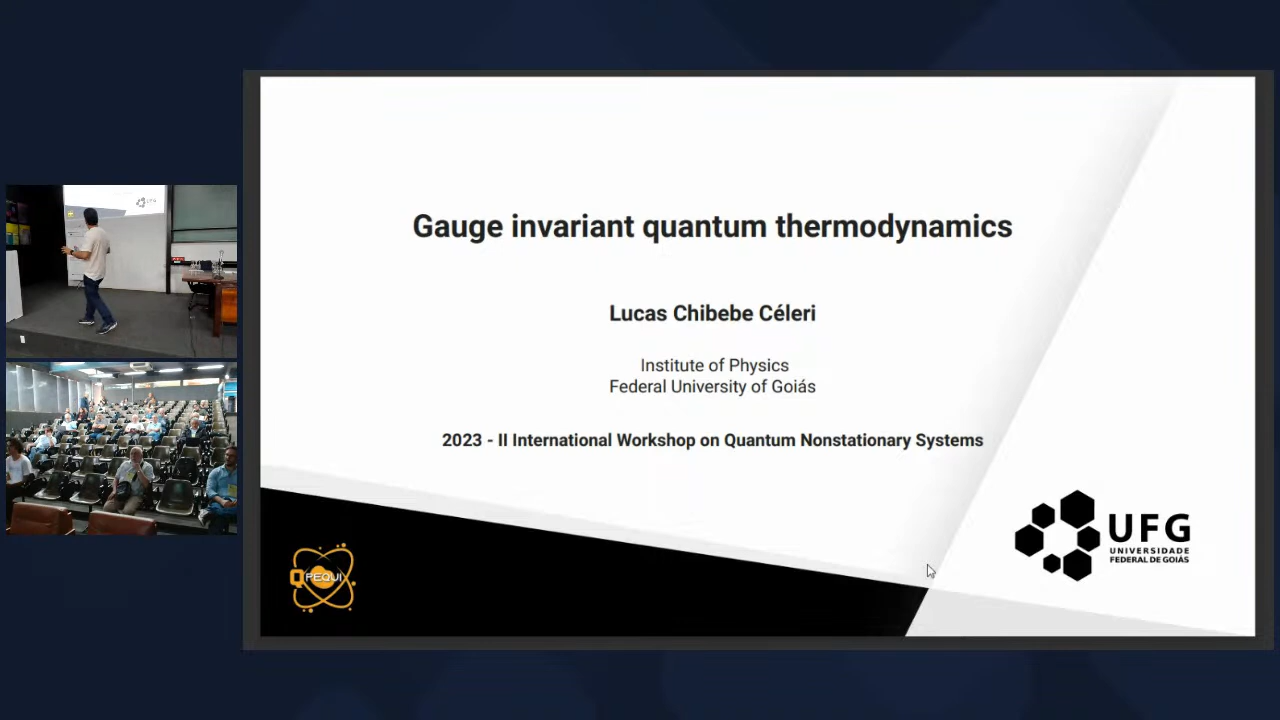 Gauge invariant quantum thermodynamics
Lucas Chibebe Céleri
Institute of Physics
Federal University of Goiás
2023 - II International Workshop on Quantum Nonstationary Systems
QPEQUI
UFG
UNIVERSIDADE
FEDERAL DE GOIÁS
UFG